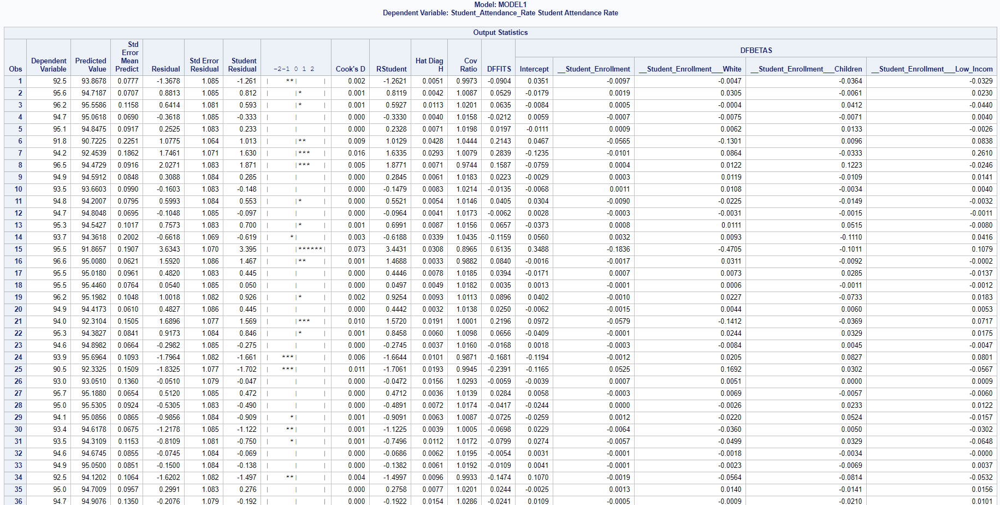 Model: MODEL1
Dependent Variable: Student_Attendance_Rate Student Attendance Rate
Output Statistics
Obs Dependent Variable Predicted Value Std Error Mean Predict Residual Std Error Residual Student Residual -2-1 0 1 2 Cook's D RStudent Hat Diag H Cov Ratio DFFITS DFBETAS
Intercept __Student_Enrollment __Student_Enrollment___White __Student_Enrollment___Children __Student_Enrollment___Low_Incom
1 92.5 93.8678 0.0777 -1.3678 1.085 -1.261 | **| | 0.002 -1.2621 0.0051 0.9973 -0.0904 0.0351 -0.0097 -0.0047 -0.0364 -0.0329
2 95.6 94.7187 0.0707 0.8813 1.085 0.812 | |* | 0.001 0.8119 0.0042 1.0087 0.0529 -0.0179 0.0019 0.0305 -0.0061 0.0230
3 96.2 95.5586 0.1158 0.6414 1.081 0.593 | |* | 0.001 0.5927 0.0113 1.0201 0.0635 -0.0084 0.0005 -0.0004 0.0412 -0.0440
4 94.7 95.0618 0.0690 -0.3618 1.085 -0.333 | | | 0.000 -0.3330 0.0040 1.0158 -0.0212 0.0059 -0.0007 -0.0075 -0.0071 0.0040
5 95.1 94.8475 0.0917 0.2525 1.083 0.233 | | | 0.000 0.2328 0.0071 1.0198 0.0197 -0.0111 0.0009 0.0062 0.0133 -0.0026
6 91.8 90.7225 0.2251 1.0775 1.064 1.013 | |** | 0.009 1.0129 0.0428 1.0444 0.2143 0.0467 -0.0565 -0.1301 0.0096 0.0838
7 94.2 92.4539 0.1862 1.7461 1.071 1.630 | |*** | 0.016 1.6335 0.0293 1.0079 0.2839 -0.1235 -0.0101 0.0864 -0.0333 0.2610
8 96.5 94.4729 0.0916 2.0271 1.083 1.871 | |*** | 0.005 1.8771 0.0071 0.9744 0.1587 -0.0759 0.0004 0.0122 0.1223 -0.0246
9 94.9 94.5912 0.0848 0.3088 1.084 0.285 | | | 0.000 0.2845 0.0061 1.0183 0.0223 -0.0029 0.0003 0.0119 -0.0109 0.0141
10 93.5 93.6603 0.0990 -0.1603 1.083 -0.148 | | | 0.000 -0.1479 0.0083 1.0214 -0.0135 -0.0068 0.0011 0.0108 -0.0034 0.0040
11 94.8 94.2007 0.0795 0.5993 1.084 0.553 | |* | 0.000 0.5521 0.0054 1.0146 0.0405 0.0304 -0.0090 -0.0225 -0.0149 -0.0032
12 94.7 94.8048 0.0695 -0.1048 1.085 -0.097 | | | 0.000 -0.0964 0.0041 1.0173 -0.0062 0.0028 -0.0003 -0.0031 -0.0015 -0.0011
13 95.3 94.5427 0.1017 0.7573 1.083 0.700 | |* | 0.001 0.6991 0.0087 1.0156 0.0657 -0.0373 0.0008 0.0111 0.0515 -0.0080
14 93.7 94.3618 0.2002 -0.6618 1.069 -0.619 | *| | 0.003 -0.6188 0.0339 1.0435 -0.1159 0.0560 0.0032 0.0093 -0.1110 0.0416
15 95.5 91.8657 0.1907 3.6343 1.070 3.395 | |******| 0.073 3.4431 0.0308 0.8965 0.6135 0.3488 -0.1836 -0.4705 -0.1011 0.1079
16 96.6 95.0080 0.0621 1.5920 1.086 1.467 | |** | 0.001 1.4688 0.0033 0.9882 0.0840 -0.0016 -0.0017 0.0311 -0.0092 -0.0002
17 95.5 95.0180 0.0961 0.4820 1.083 0.445 | | | 0.000 0.4446 0.0078 1.0185 0.0394 -0.0171 0.0007 0.0073 0.0285 -0.0137
18 95.5 95.4460 0.0764 0.0540 1.085 0.050 | | | 0.000 0.0497 0.0049 1.0182 0.0035 0.0013 -0.0001 0.0006 -0.0011 -0.0012
19 96.2 95.1982 0.1048 1.0018 1.082 0.926 | |* | 0.002 0.9254 0.0093 1.0113 0.0896 0.0402 -0.0010 0.0227 -0.0733 0.0183
20 94.9 94.4173 0.0610 0.4827 1.086 0.445 | | | 0.000 0.4442 0.0032 1.0138 0.0250 -0.0062 -0.0015 0.0044 0.0060 0.0053
21 94.0 92.3104 0.1505 1.6896 1.077 1.569 | |*** | 0.010 1.5720 0.0191 1.0001 0.2196 0.0972 -0.0579 -0.1412 -0.0369 0.0717
22 95.3 94.3827 0.0841 0.9173 1.084 0.846 | |* | 0.001 0.8458 0.0060 1.0098 0.0656 -0.0409 -0.0001 0.0244 0.0329 0.0175
23 94.6 94.8982 0.0664 -0.2982 1.085 -0.275 | | | 0.000 -0.2745 0.0037 1.0160 -0.0168 0.0018 -0.0003 -0.0084 0.0045 -0.0047
24 93.9 95.6964 0.1093 -1.7964 1.082 -1.661 | ***| | 0.006 -1.6644 0.0101 0.9871 -0.1681 -0.1194 -0.0012 0.0205 0.0827 0.0801
25 90.5 92.3325 0.1509 -1.8325 1.077 -1.702 | ***| | 0.011 -1.7061 0.0193 0.9945 -0.2391 -0.1165 0.0525 0.1692 0.0302 -0.0567
26 93.0 93.0510 0.1360 -0.0510 1.079 -0.047 | | | 0.000 -0.0472 0.0156 1.0293 -0.0059 -0.0039 0.0007 0.0051 0.0000 0.0009
27 95.7 95.1880 0.0654 0.5120 1.085 0.472 | | | 0.000 0.4712 0.0036 1.0139 0.0284 0.0058 -0.0003 0.0069 -0.0057 -0.0060
28 95.0 95.5305 0.0924 -0.5305 1.083 -0.490 | | | 0.000 -0.4891 0.0072 1.0174 -0.0417 -0.0244 0.0000 -0.0026 0.0233 0.0122
29 94.1 95.0856 0.0865 -0.9856 1.084 -0.909 | *| | 0.001 -0.9091 0.0063 1.0087 -0.0725 -0.0259 0.0012 -0.0220 0.0524 -0.0157
30 93.4 94.6178 0.0675 -1.2178 1.085 -1.122 | **| | 0.001 -1.1225 0.0039 1.0005 -0.0698 0.0229 -0.0064 -0.0360 0.0050 -0.0302
31 93.5 94.3109 0.1153 -0.8109 1.081 -0.750 | *| | 0.001 -0.7496 0.0112 1.0172 -0.0799 0.0274 -0.0057 -0.0499 0.0329 -0.0648
32 94.6 94.6745 0.0855 -0.0745 1.084 -0.069 | | | 0.000 -0.0686 0.0062 1.0195 -0.0054 0.0031 -0.0001 -0.0018 -0.0034 -0.0000
33 94.9 95.0500 0.0851 -0.1500 1.084 -0.138 | | | 0.000 -0.1382 0.0061 1.0192 -0.0109 0.0041 -0.0001 -0.0023 -0.0069 0.0037
34 92.5 94.1202 0.1064 -1.6202 1.082 -1.497 | **| | 0.004 -1.4997 0.0096 0.9933 -0.1474 0.1070 -0.0019 -0.0564 -0.0814 -0.0532
35 95.0 94.7009 0.0957 0.2991 1.083 0.276 | | | 0.000 0.2758 0.0077 1.0201 0.0244 -0.0025 0.0013 0.0140 -0.0141 0.0156
36 94.7 94.9076 0.1350 -0.2076 1.079 -0.192 | | | 0.000 -0.1922 0.0154 1.0286 -0.0241 0.0109 -0.0005 -0.0009 -0.0210 0.0101